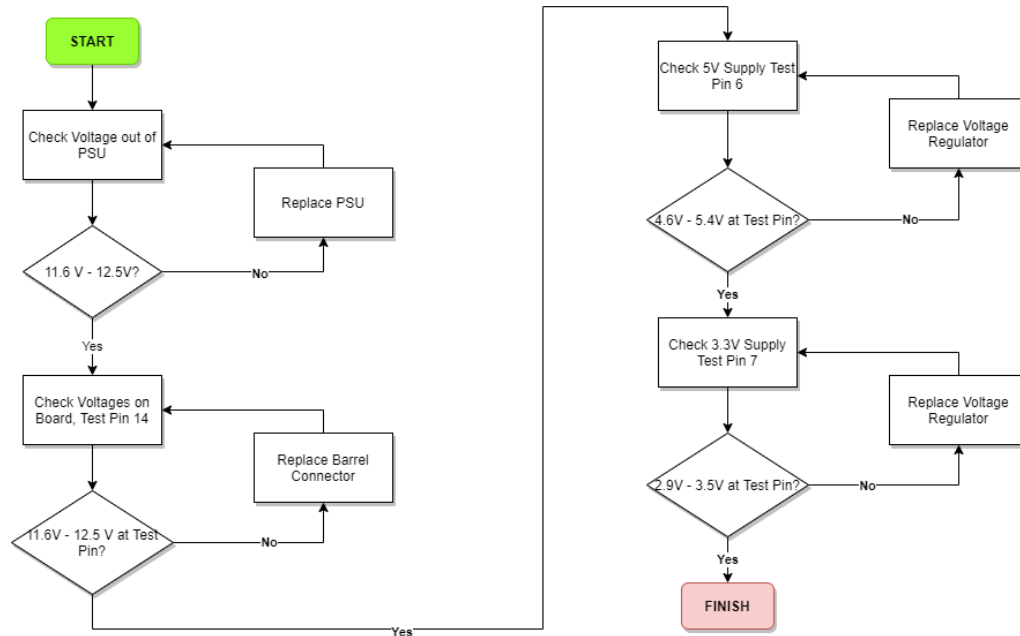 START
Check Voltage out of
PSU
Replace PSU
11.6 V - 12.5V?
No
Yes
Check Voltages on
Board, Test Pin 14
Replace Barrel
Connector
11.6V - 12.5 V at Test
Pin?
No
Yes
Check 5V Supply Test
Pin 6
Replace Voltage
Regulator
4.6V - 5.4V at Test Pin?
No
Yes
Check 3.3V Supply
Test Pin 7
Replace Voltage
Regulator
2.9V - 3.5V at Test Pin?
No
Yes
FINISH